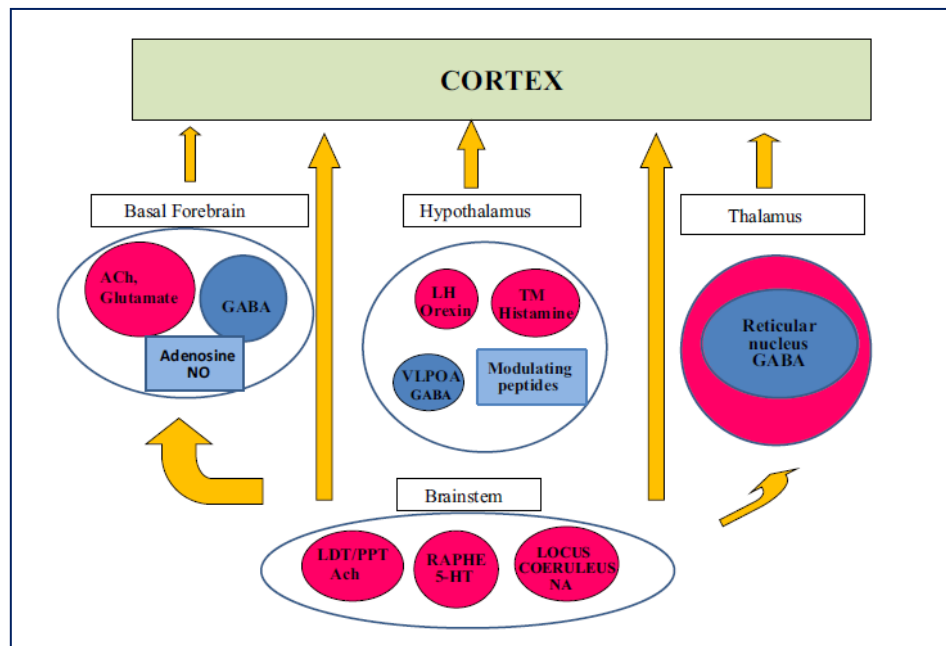 CORTEX
Basal Forebrain
Hypothalamus
Thalamus
ACh,
Glutamate
GABA
Adenosine
NO
LH
Orexin
TM
Histamine
VLPOA
GABA
Modulating
peptides
Reticular
nucleus
GABA
Brainstem
LDT/PPT
Ach
RAPHE
5-HT
LOCUS
COERULEUS
NA